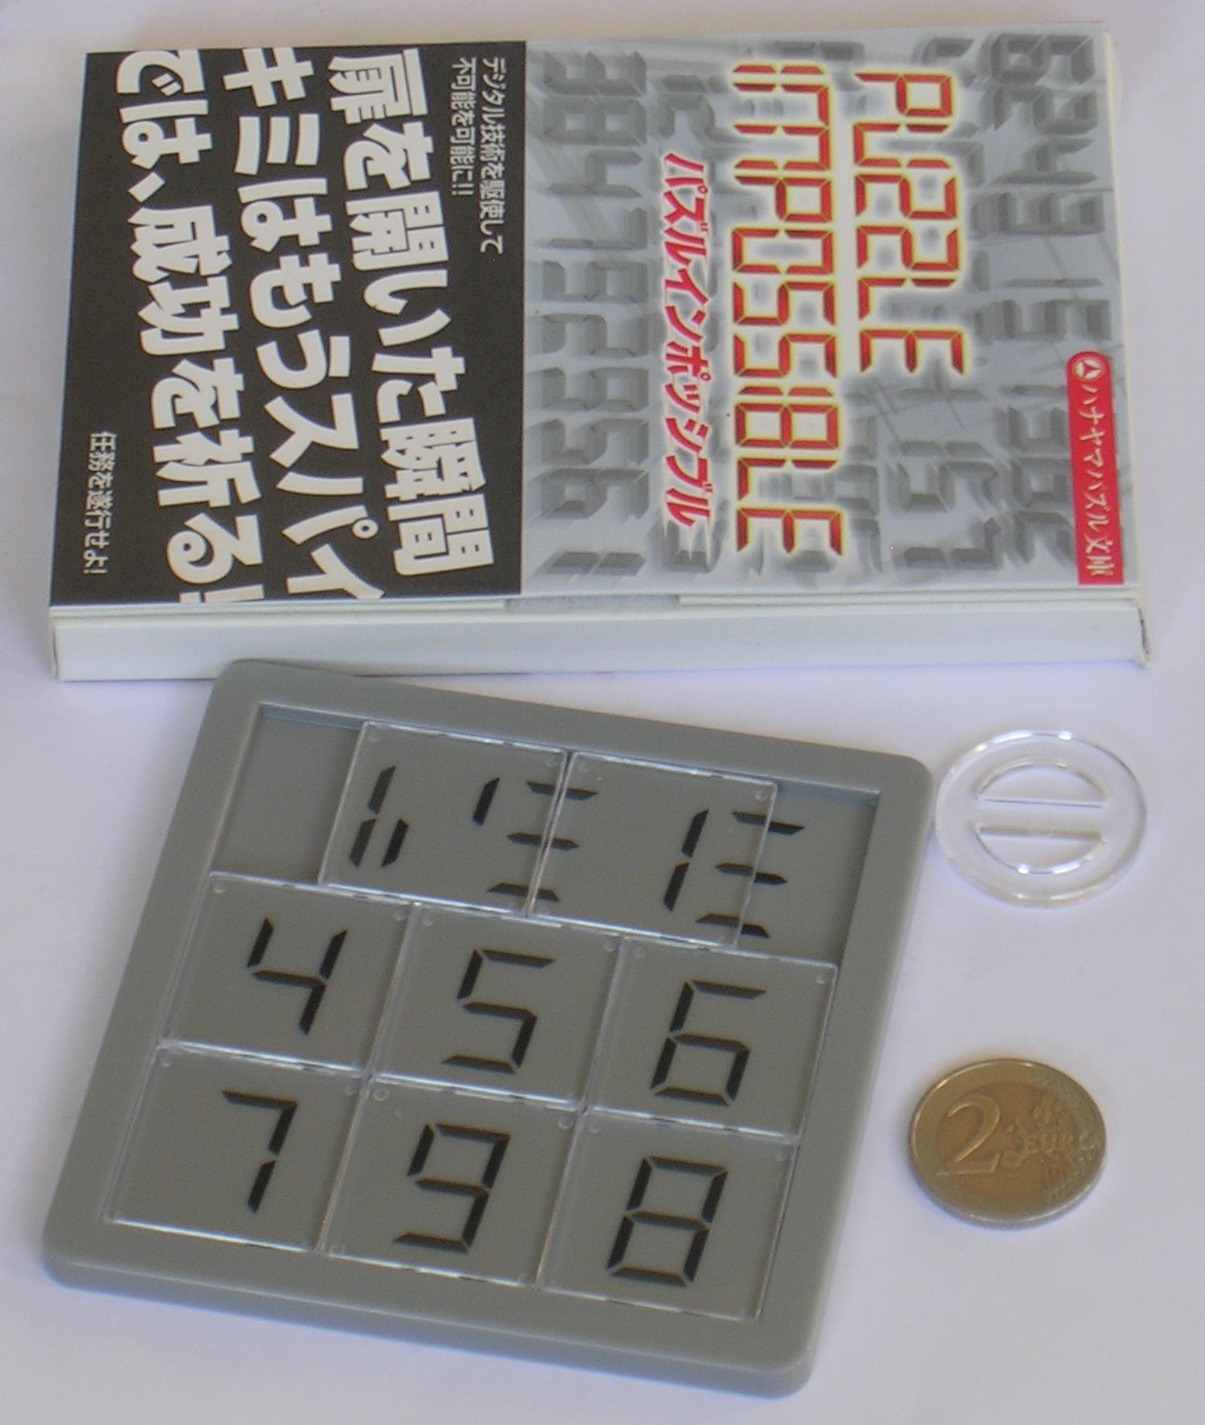 PUZZLE
IMPOSSIBLE
パズルインポッシブル
ハナヤマパズル文庫
デジタル技術を駆使して
不可能を可能に!!
扉を開いた瞬間
キミはもうスパイ
では、成功を祈る!
任務を遂行せよ!
4 5 6
7 9 8
2 EURO